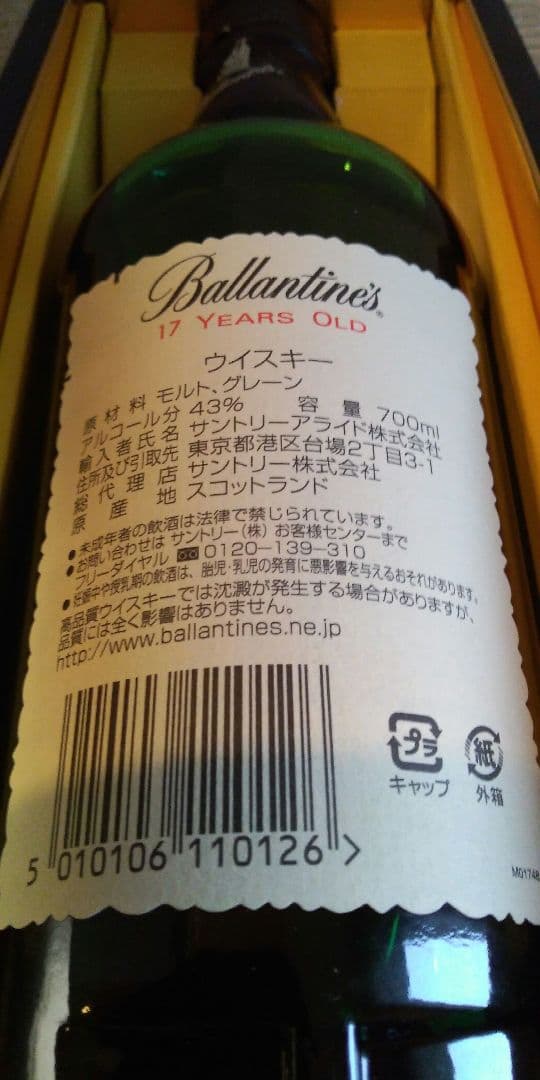 Ballantine's®
17 YEARS OLD
ウイスキー
原材料 モルト、グレーン
アルコール分 43% 容量 700ml
輸入者氏名 サントリーアライド株式会社
住所及び引取先 東京都港区台場2丁目3-1
総代理店 サントリー株式会社
原産地 スコットランド
●未成年者の飲酒は法律で禁じられています。
●お問い合わせは サントリー(株) お客様センターまで
フリーダイヤル 0120-139-310
●妊娠中や授乳期の飲酒は、胎児・乳児の発育に悪影響を与えるおそれがあります。
高品質ウイスキーでは沈澱が発生する場合がありますが、
品質には全く影響はありません。
http://www.ballantines.ne.jp
プラ
キャップ
紙
外箱
5 010106 110126 >
M01748